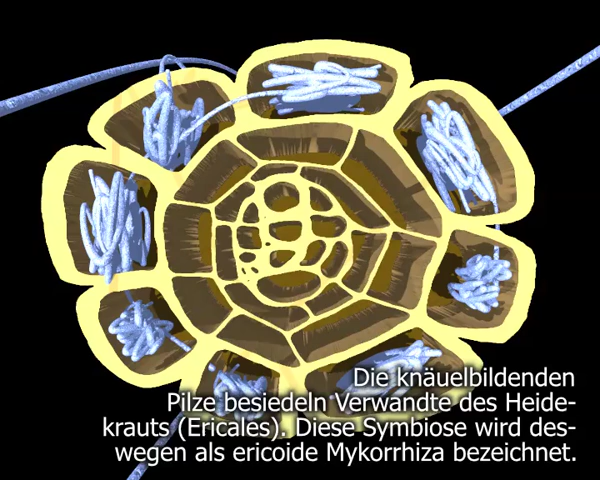 Die knäuelbildenden
Pilze besiedeln Verwandte des Heide-
krauts (Ericales). Diese Symbiose wird des-
wegen als ericoide Mykorrhiza bezeichnet.